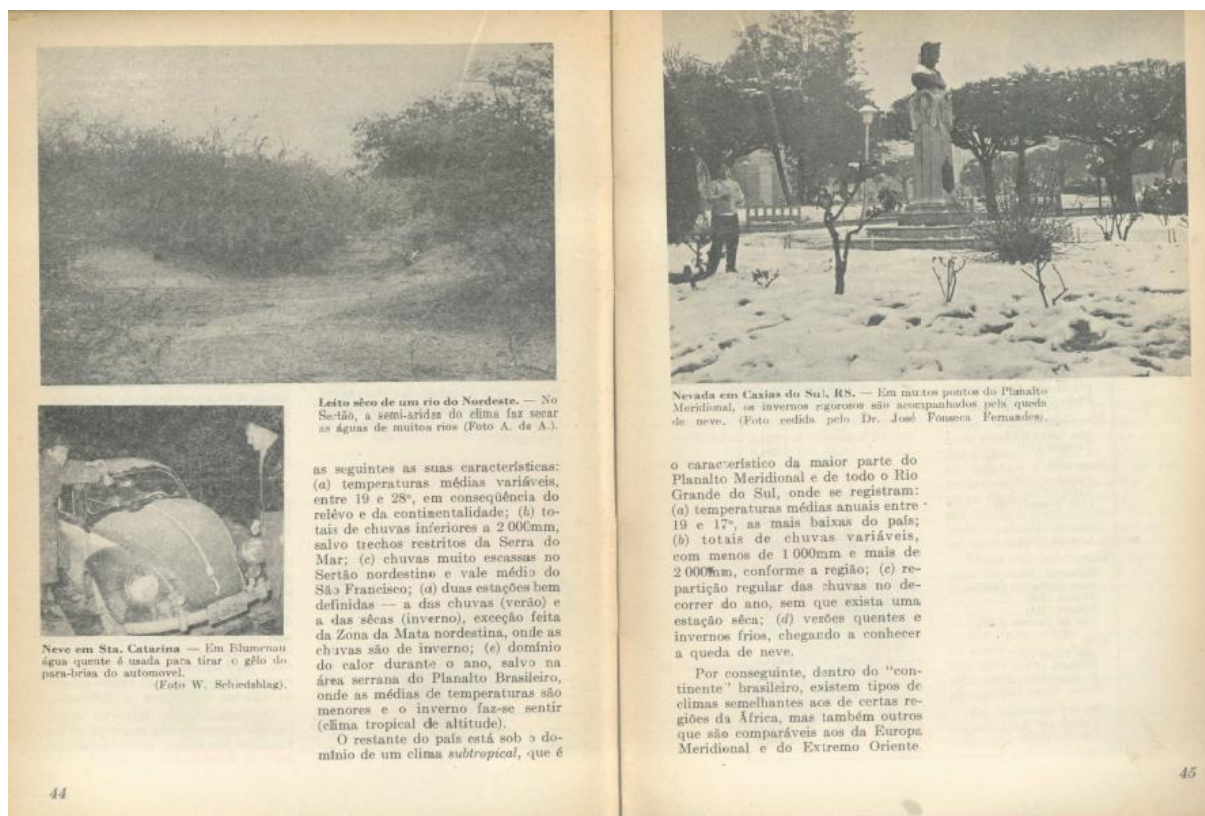 Leito sêco de um rio do Nordeste. — No
Sertão, a semi-aridez do clima faz secar
as águas de muitos rios (Foto A. de A.).
Neve em Sta. Catarina — Em Blumenau
água quente é usada para tirar o gêlo do
para-brisa do automovel.
(Foto W. Schiedshlag).
as seguintes as suas características:
(a) temperaturas médias variáveis,
entre 19 e 28º, em conseqüência do
relêvo e da continentalidade; (b) to-
tais de chuvas inferiores a 2 000mm,
salvo trechos restritos da Serra do
Mar; (c) chuvas muito escassas no
Sertão nordestino e vale médio do
São Francisco; (d) duas estações bem
definidas — a das chuvas (verão) e
a das sêcas (inverno), exceção feita
da Zona da Mata nordestina, onde as
chuvas são de inverno; (e) domínio
do calor durante o ano, salvo na
área serrana do Planalto Brasileiro,
onde as médias de temperaturas são
menores e o inverno faz-se sentir
(clima tropical de altitude).
O restante do país está sob o do-
mínio de um clima subtropical, que é
44
Nevada em Caxias do Sul, RS. — Em muitos pontos do Planalto
Meridional, os invernos rigorosos são acompanhados pela queda
de neve. (Foto cedida pelo Dr. José Fonseca Fernandes).
o característico da maior parte do
Planalto Meridional e de todo o Rio
Grande do Sul, onde se registram:
(a) temperaturas médias anuais entre
19 e 17º, as mais baixas do país;
(b) totais de chuvas variáveis,
com menos de 1 000mm e mais de
2 000mm, conforme a região; (c) re-
partição regular das chuvas no de-
correr do ano, sem que exista uma
estação sêca; (d) verões quentes e
invernos frios, chegando a conhecer
a queda de neve.
Por conseguinte, dentro do "con-
tinente" brasileiro, existem tipos de
climas semelhantes aos de certas re-
giões da África, mas também outros
que são comparáveis aos da Europa
Meridional e do Extremo Oriente.
45